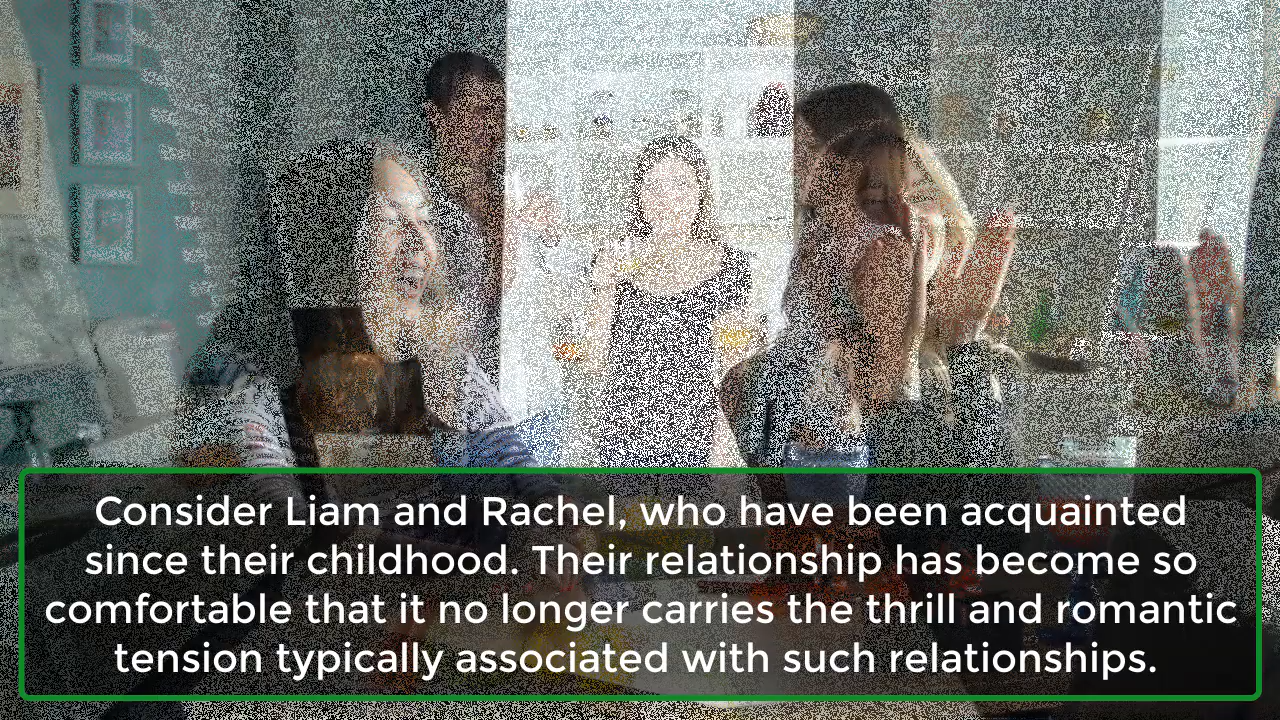 Consider Liam and Rachel, who have been acquainted
since their childhood. Their relationship has become so
comfortable that it no longer carries the thrill and romantic
tension typically associated with such relationships.